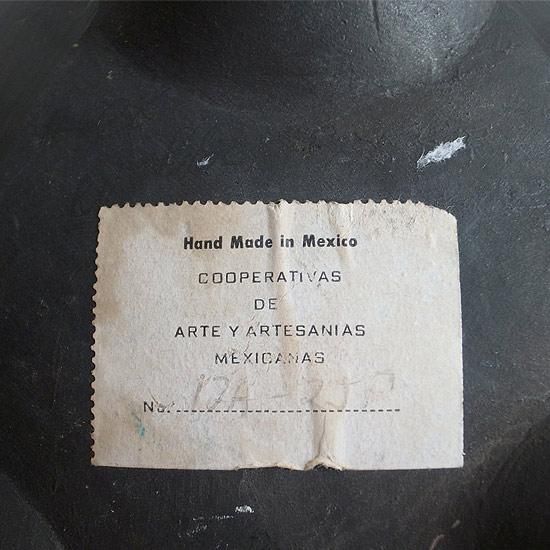 Hand Made in Mexico
COOPERATIVAS
DE
ARTE Y ARTESANIAS
MEXICANAS
No.